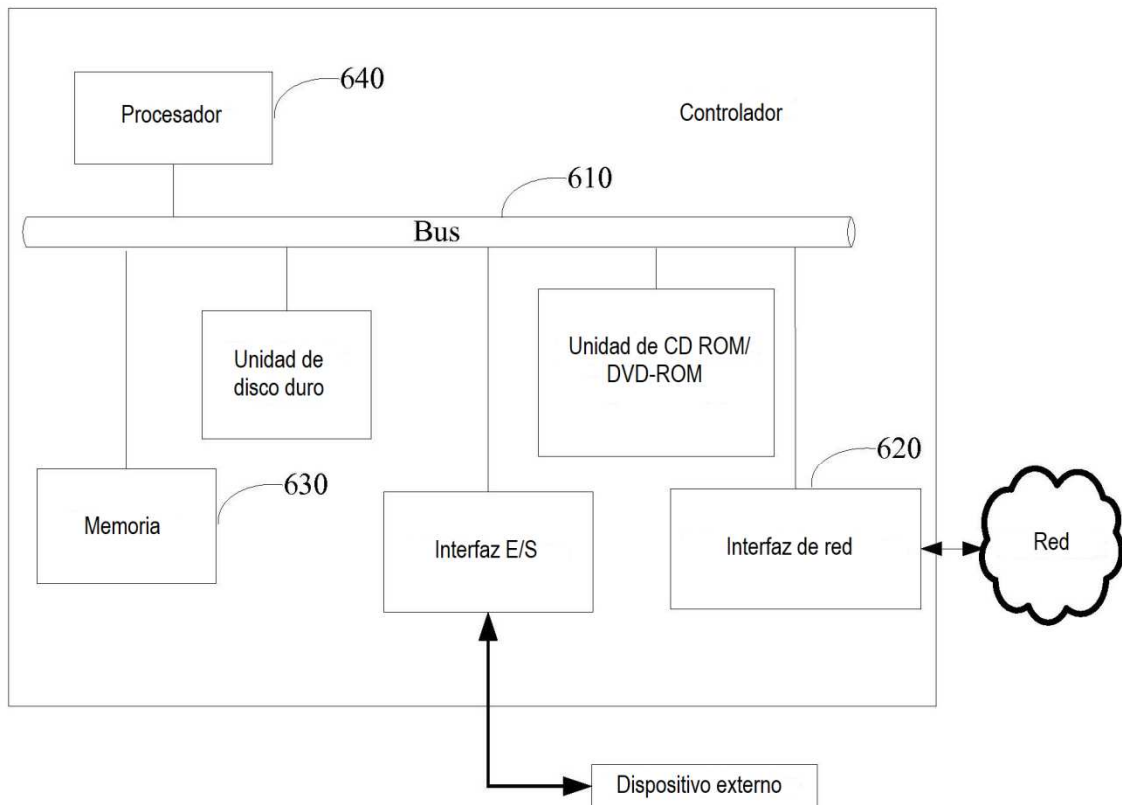 640
Procesador
Controlador
610
Bus
Unidad de
disco duro
Unidad de CD ROM/
DVD-ROM
620
630
Memoria
Interfaz E/S
Interfaz de red
Red
Dispositivo externo